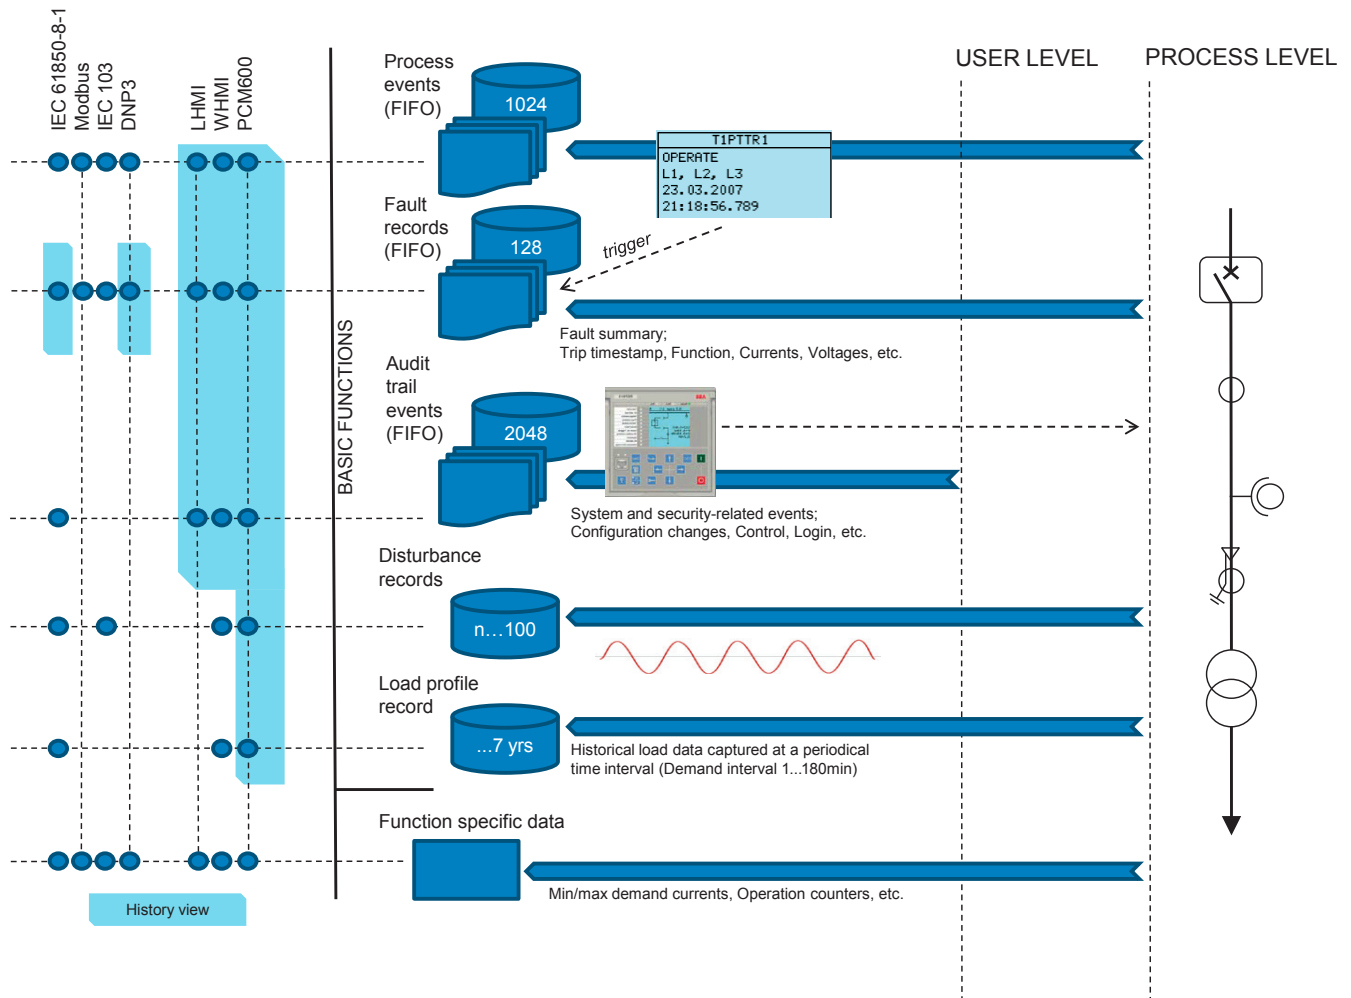 IEC 61850-8-1
Modbus
IEC 103
DNP3
LHMI
WHMI
PCM600
USER LEVEL
PROCESS LEVEL
BASIC FUNCTIONS
Process
events
(FIFO)
1024
T1PTTR1
OPERATE
L1, L2, L3
23.03.2007
21:18:56.789
Fault
records
(FIFO)
128
trigger
Fault summary;
Trip timestamp, Function, Currents, Voltages, etc.
Audit
trail
events
(FIFO)
2048
ABB
System and security-related events;
Configuration changes, Control, Login, etc.
Disturbance
records
n...100
Load profile
record
...7 yrs
Historical load data captured at a periodical
time interval (Demand interval 1...180min)
Function specific data
Min/max demand currents, Operation counters, etc.
History view